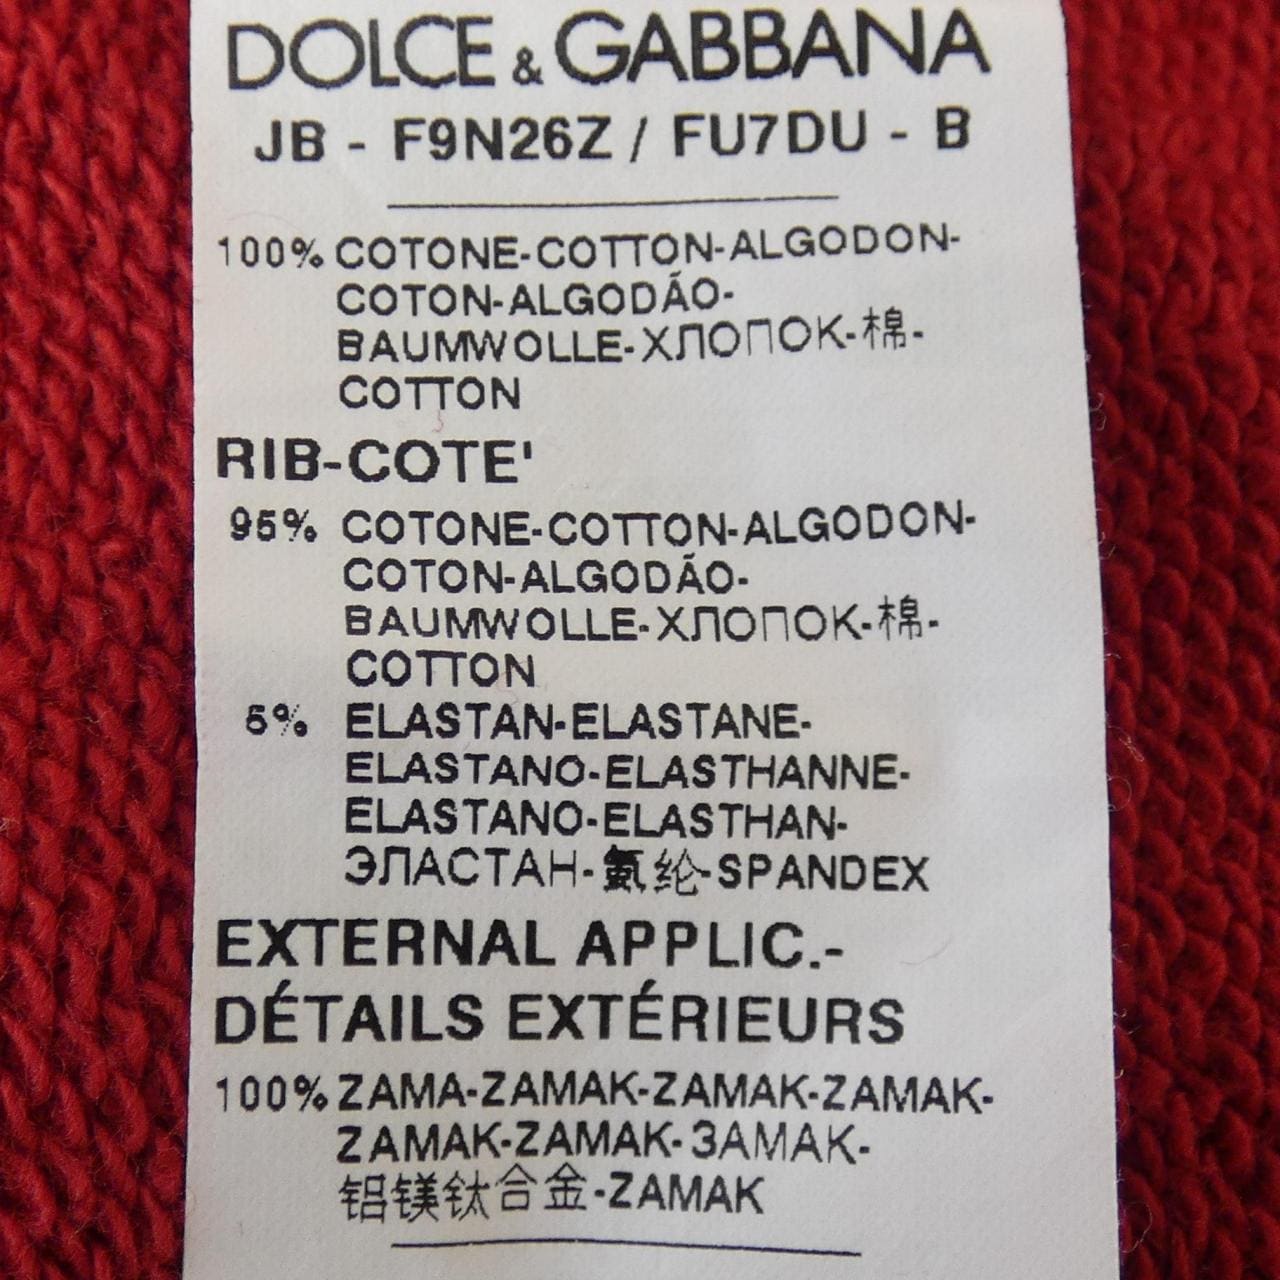 DOLCE & GABBANA
JB - F9N26Z / FU7DU - B
100% COTONE-COTTON-ALGODON-
COTON-ALGODÃO-
BAUMWOLLE-ХЛОПОК-棉-
COTTON
RIB-COTE'
95% COTONE-COTTON-ALGODON-
COTON-ALGODÃO-
BAUMWOLLE-ХЛОПОК-棉-
COTTON
5% ELASTAN-ELASTANE-
ELASTANO-ELASTHANNE-
ELASTANO-ELASTHAN-
ЭЛАСТАН-氨纶-SPANDEX
EXTERNAL APPLIC.-
DÉTAILS EXTÉRIEURS
100% ZAMA-ZAMAK-ZAMAK-ZAMAK-
ZAMAK-ZAMAK-ЗАМАК-
铝镁钛合金-ZAMAK